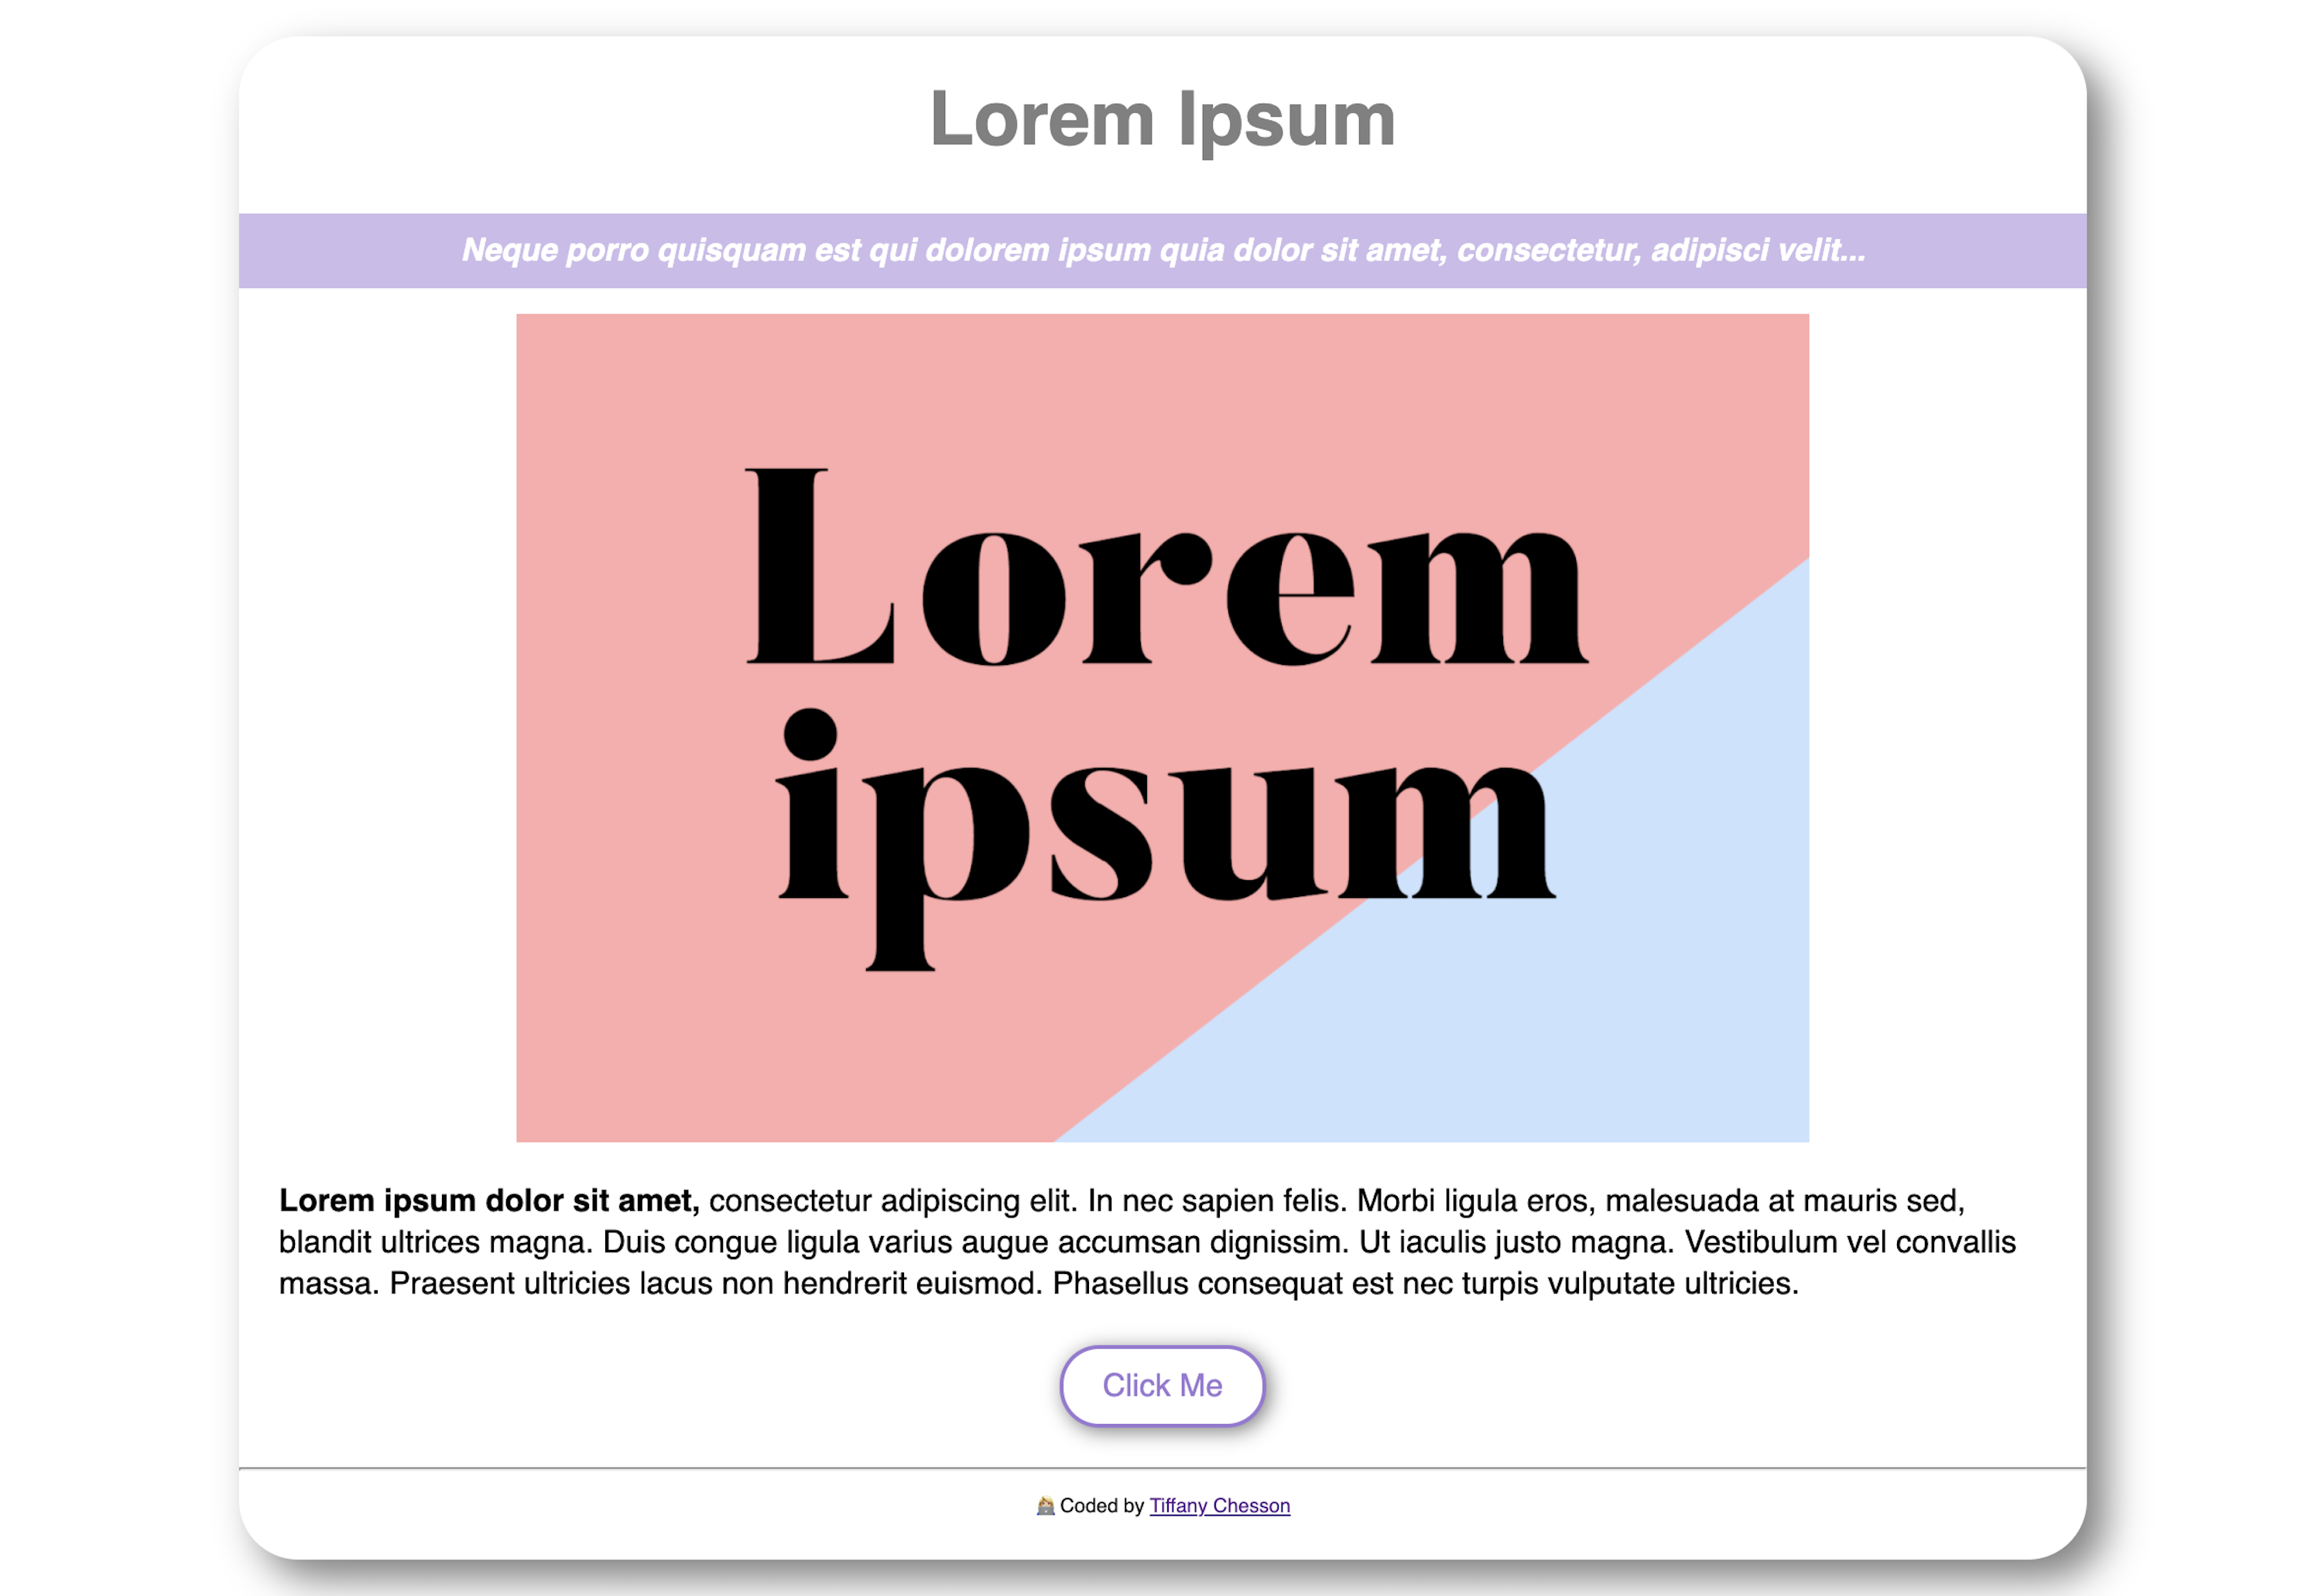 Lorem Ipsum
Neque porro quisquam est qui dolorem ipsum quia dolor sit amet, consectetur, adipisci velit...
Lorem
ipsum
Lorem ipsum dolor sit amet, consectetur adipiscing elit. In nec sapien felis. Morbi ligula eros, malesuada at mauris sed,
blandit ultrices magna. Duis congue ligula varius augue accumsan dignissim. Ut iaculis justo magna. Vestibulum vel convallis
massa. Praesent ultricies lacus non hendrerit euismod. Phasellus consequat est nec turpis vulputate ultricies.
Click Me
Coded by Tiffany Chesson